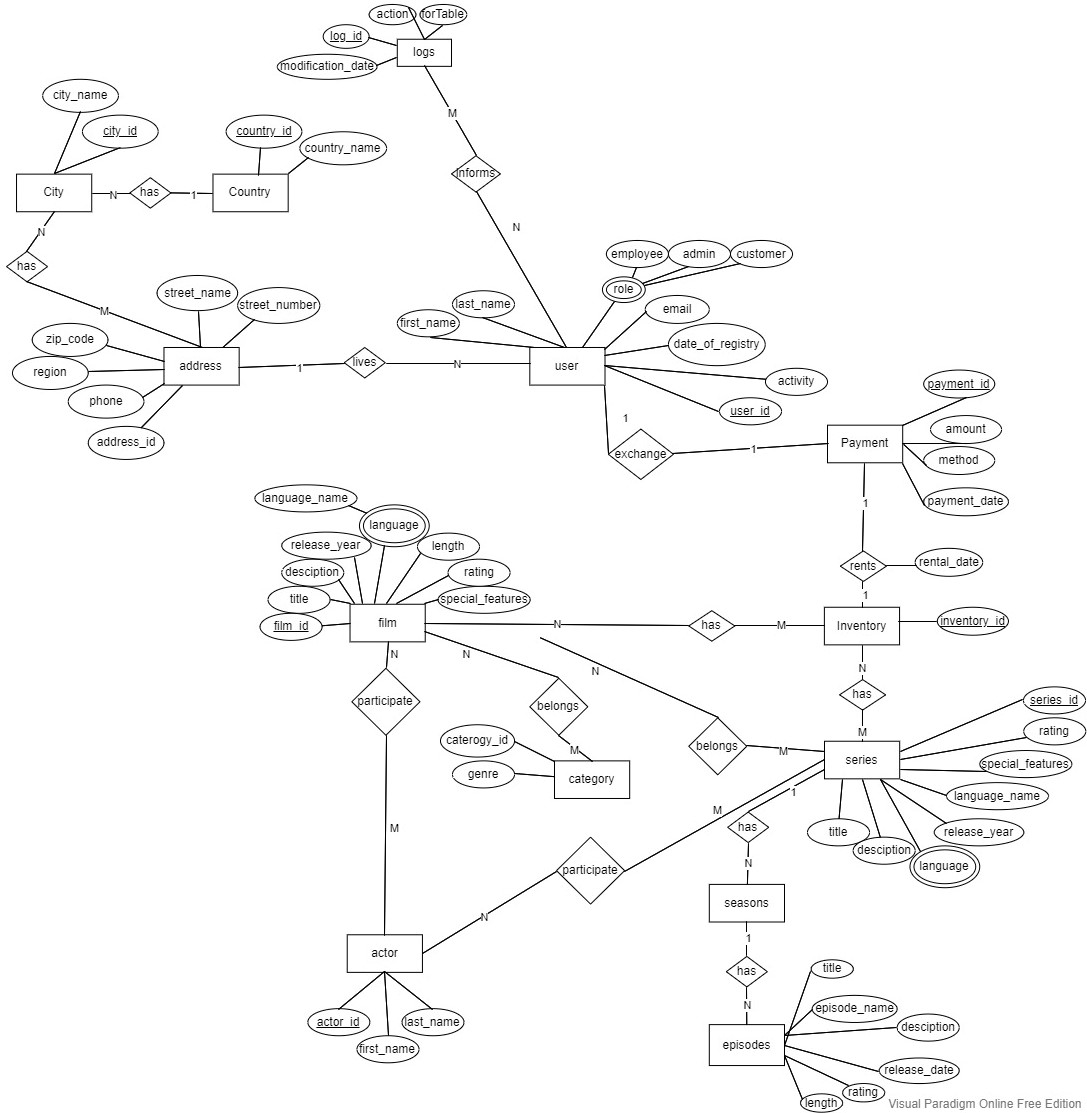 action
forTable
log_id
logs
modification_date
city_name
M
city_id
country_id
country_name
informs
City
N
has
1
Country
N
N
has
employee
admin
customer
role
street_name
street_number
last_name
email
M
first_name
zip_code
date_of_registry
region
address
1
lives
N
user
activity
phone
payment_id
user_id
address_id
1
amount
Payment
exchange
1
method
language_name
payment_date
1
language
release_year
length
rents
rental_date
desciption
rating
1
title
special_features
film_id
film
N
has
M
Inventory
inventory_id
N
N
N
N
participate
has
series_id
belongs
M
rating
caterogy_id
M
belongs
M
series
special_features
genre
category
1
language_name
M
M
has
title
release_year
desciption
N
participate
language
seasons
N
1
actor
has
title
N
episode_name
actor_id
last_name
desciption
first_name
episodes
release_date
rating
length
Visual Paradigm Online Free Edition